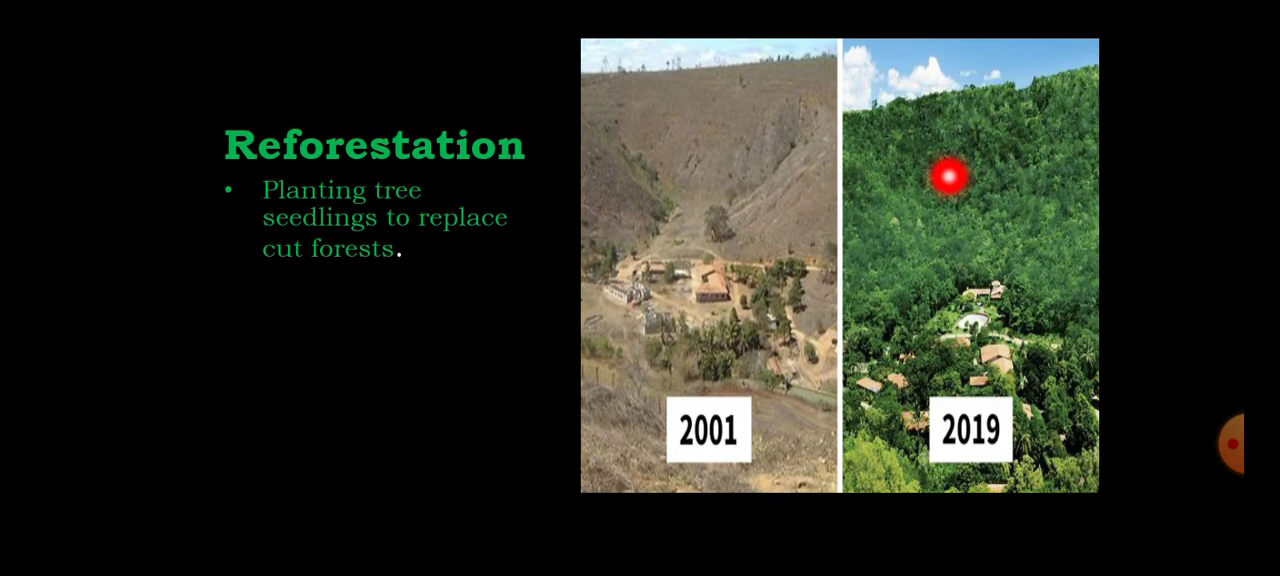 Reforestation
• Planting tree
seedlings to replace
cut forests.
2001
2019